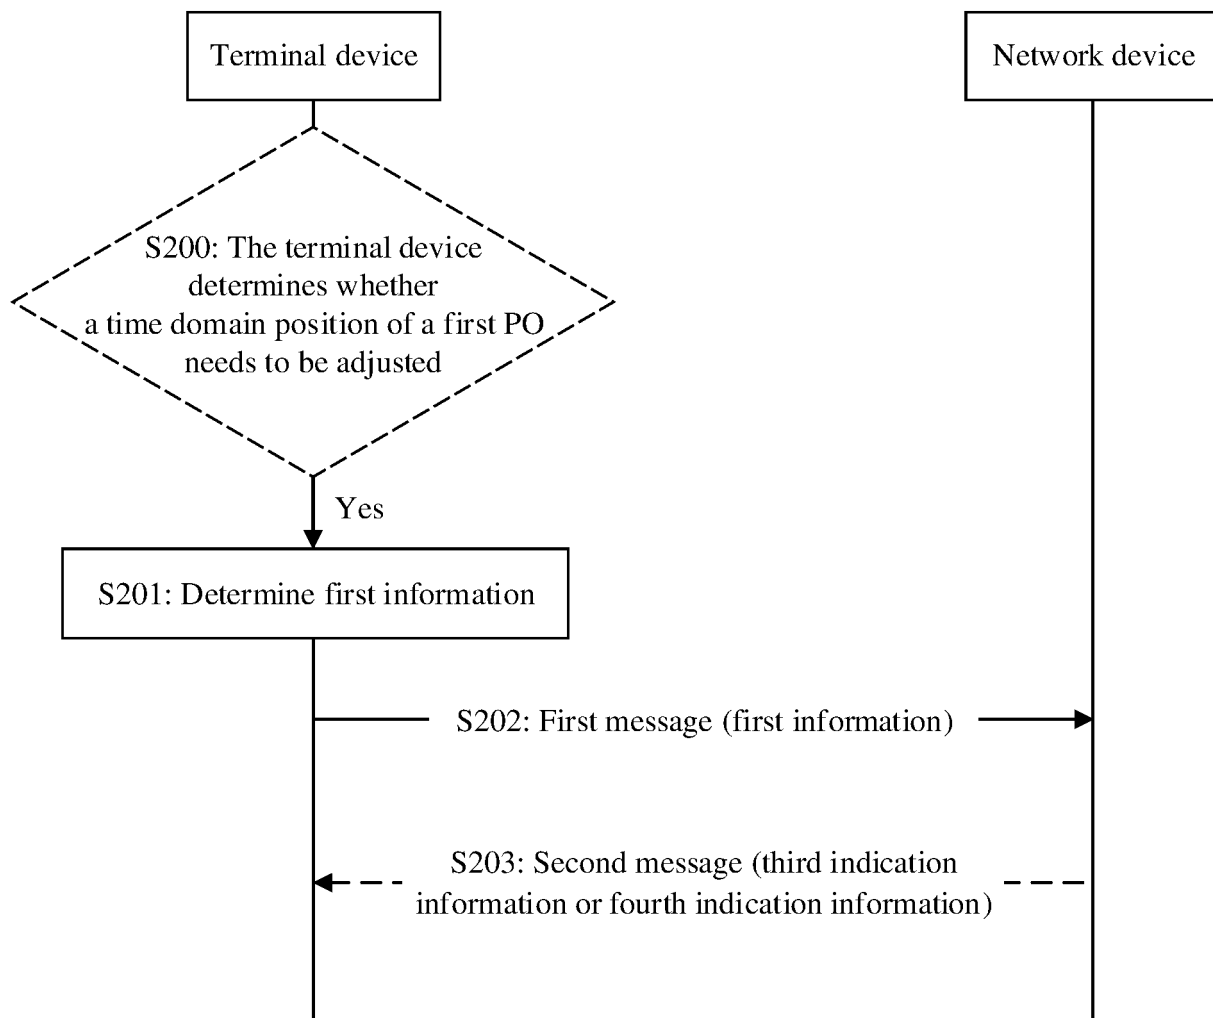 Terminal device
Network device
S200: The terminal device
determines whether
a time domain position of a first PO
needs to be adjusted
Yes
S201: Determine first information
S202: First message (first information)
S203: Second message (third indication
information or fourth indication information)